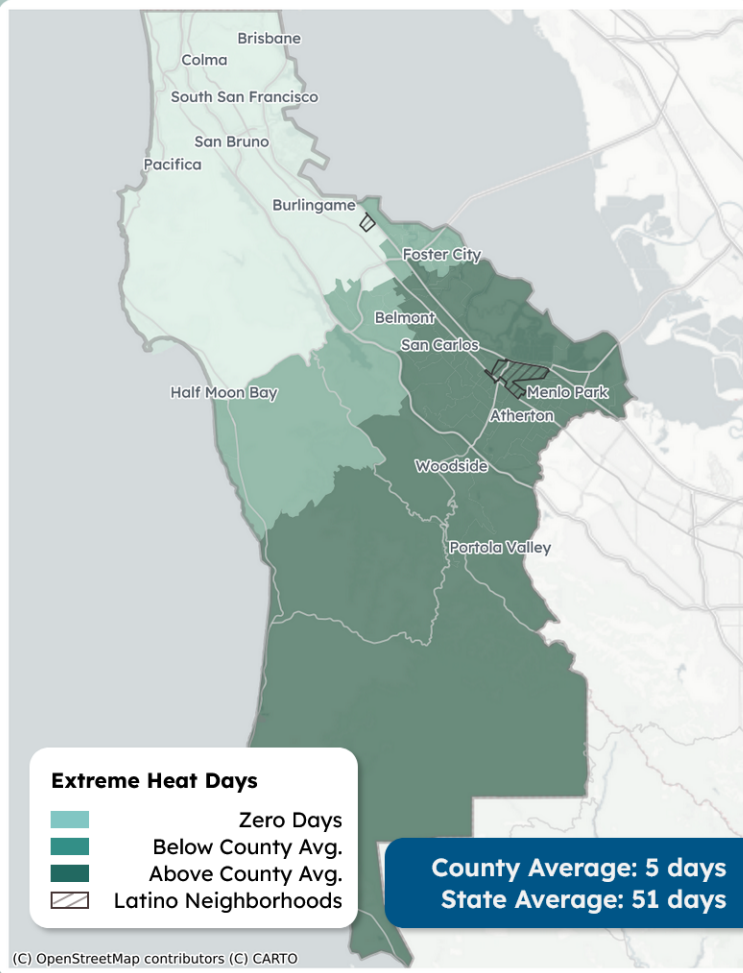 Brisbane
Colma
South San Francisco
San Bruno
Pacifica
Burlingame
Foster City
Belmont
San Carlos
Half Moon Bay
Menlo Park
Atherton
Woodside
Portola Valley
Extreme Heat Days
Zero Days
Below County Avg.
Above County Avg.
Latino Neighborhoods
County Average: 5 days
State Average: 51 days
(C) OpenStreetMap contributors (C) CARTO